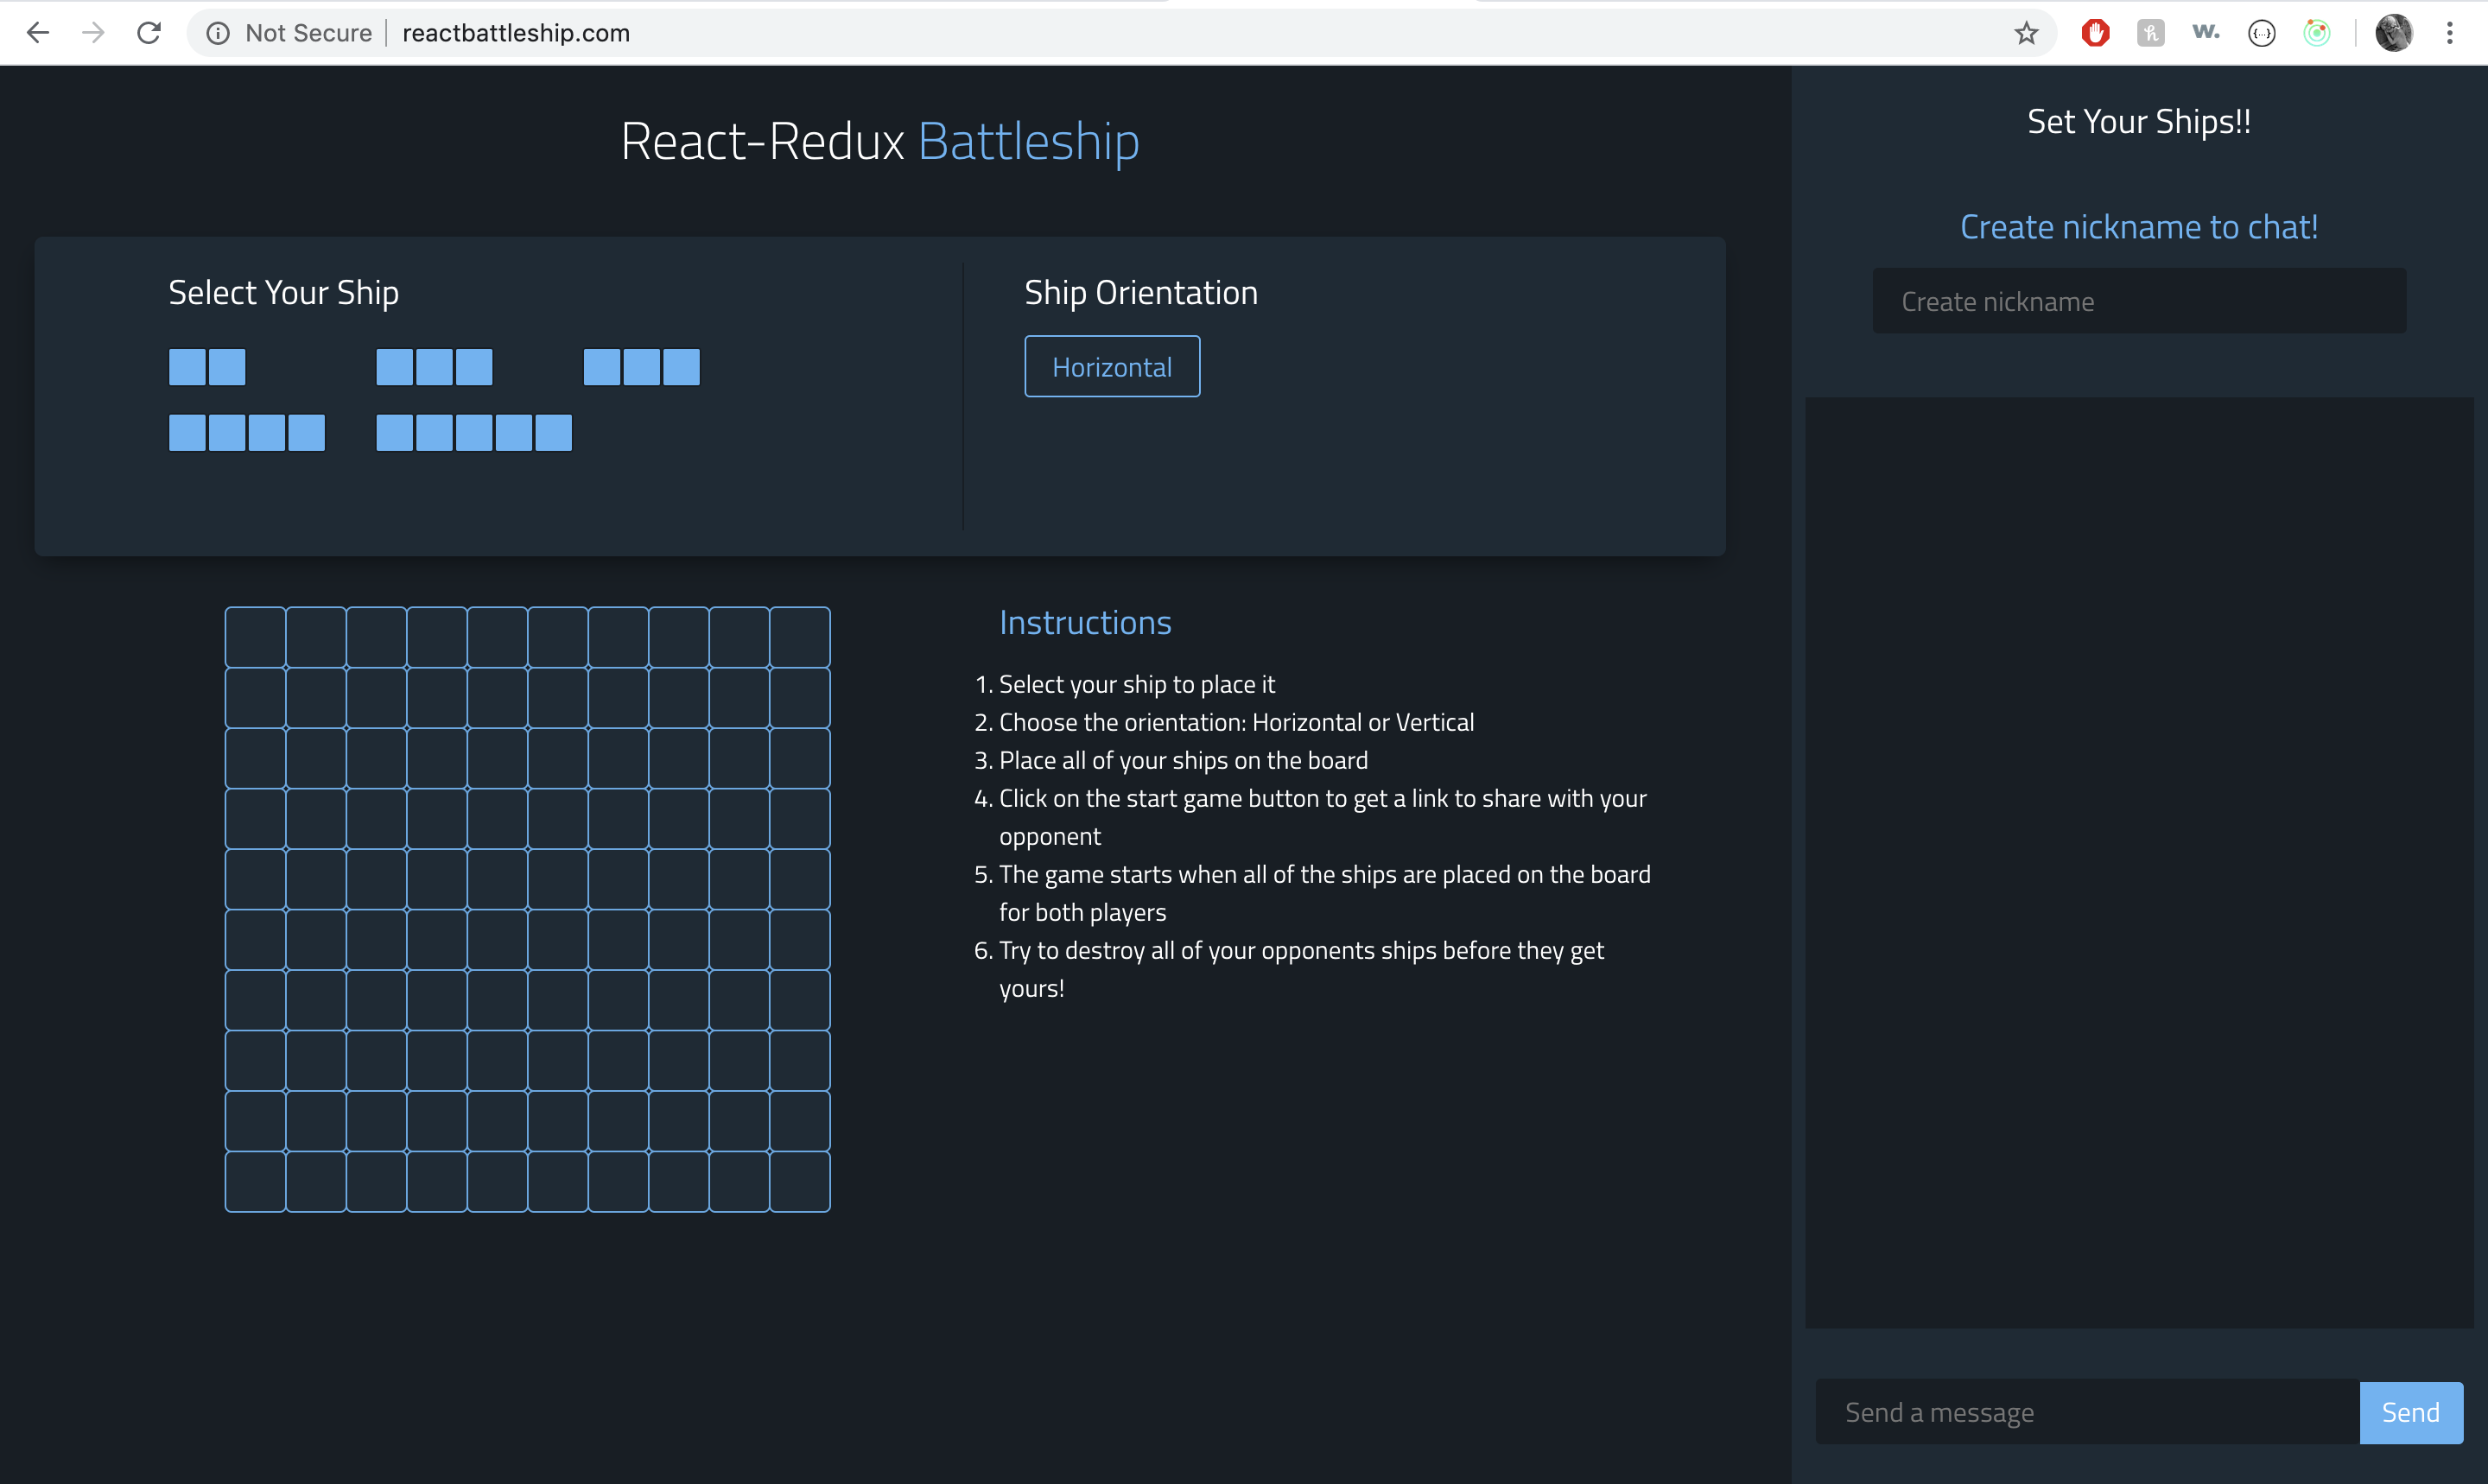 Not Secure
reactbattleship.com
w.
React-Redux Battleship
Select Your Ship
Ship Orientation
Horizontal
Instructions
1. Select your ship to place it
2. Choose the orientation: Horizontal or Vertical
3. Place all of your ships on the board
4. Click on the start game button to get a link to share with your
opponent
5. The game starts when all of the ships are placed on the board
for both players
6. Try to destroy all of your opponents ships before they get
yours!
Set Your Ships!!
Create nickname to chat!
Create nickname
Send a message
Send